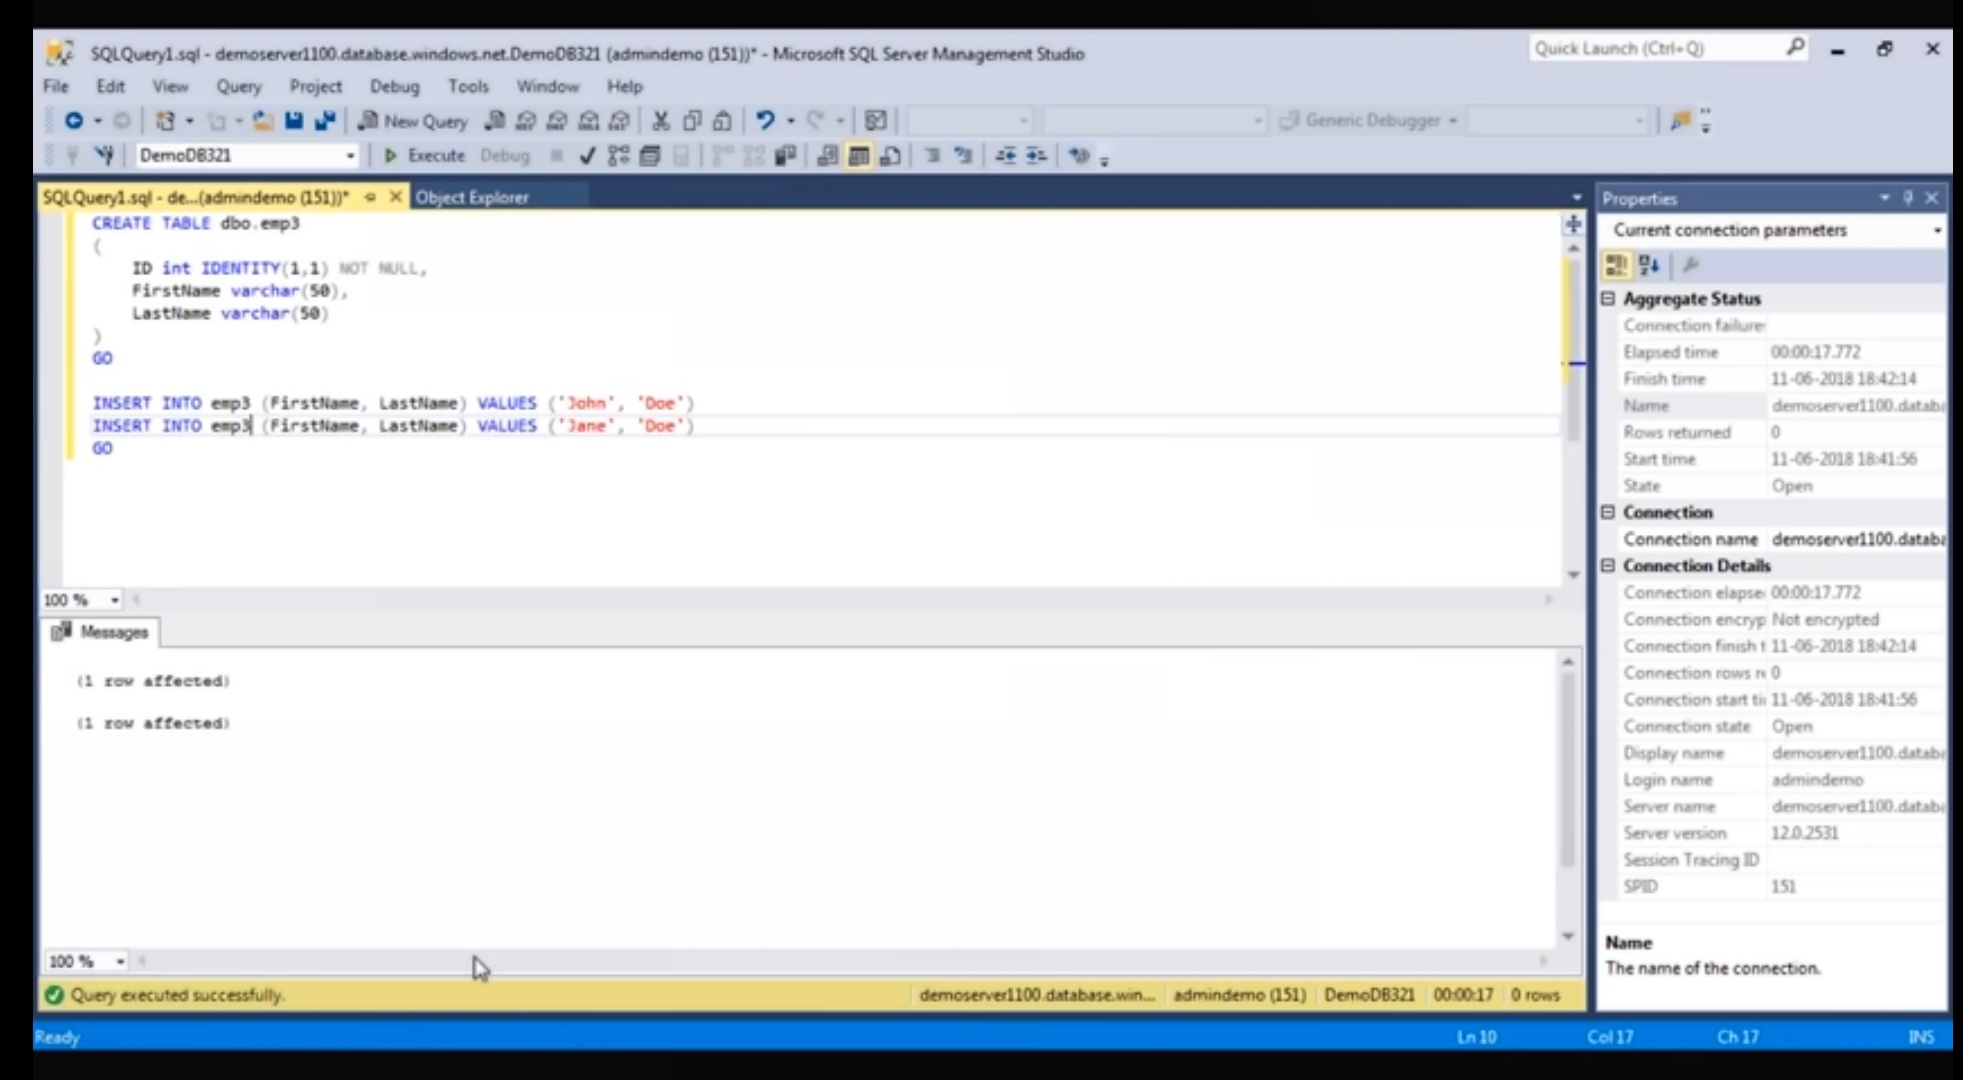 SQLQuery1.sql - demoserver1100.database.windows.net.DemoDB321 (admindemo (151))* - Microsoft SQL Server Management Studio
Quick Launch (Ctrl+Q)
File Edit View Query Project Debug Tools Window Help
New Query
Generic Debugger
DemoDB321
Execute Debug
SQLQuery1.sql - de...(admindemo (151))*
Object Explorer
CREATE TABLE dbo.emp3
(
ID int IDENTITY(1,1) NOT NULL,
FirstName varchar(50),
LastName varchar(50)
)
GO
INSERT INTO emp3 (FirstName, LastName) VALUES ('John', 'Doe')
INSERT INTO emp3 (FirstName, LastName) VALUES ('Jane', 'Doe')
GO
100 %
Messages
(1 row affected)
(1 row affected)
100 %
Query executed successfully.
demoserver1100.database.win... admindemo (151) DemoDB321 00:00:17 0 rows
Properties
Current connection parameters
Aggregate Status
Connection failure
Elapsed time 00:00:17.772
Finish time 11-06-2018 18:42:14
Name demoserver1100.databa
Rows returned 0
Start time 11-06-2018 18:41:56
State Open
Connection
Connection name demoserver1100.databa
Connection Details
Connection elapse 00:00:17.772
Connection encryp Not encrypted
Connection finish t 11-06-2018 18:42:14
Connection rows re 0
Connection start ti 11-06-2018 18:41:56
Connection state Open
Display name demoserver1100.databa
Login name admindemo
Server name demoserver1100.databa
Server version 12.0.2531
Session Tracing ID
SPID 151
Name
The name of the connection.
Ready
Ln 10 Col 17 Ch 17 INS